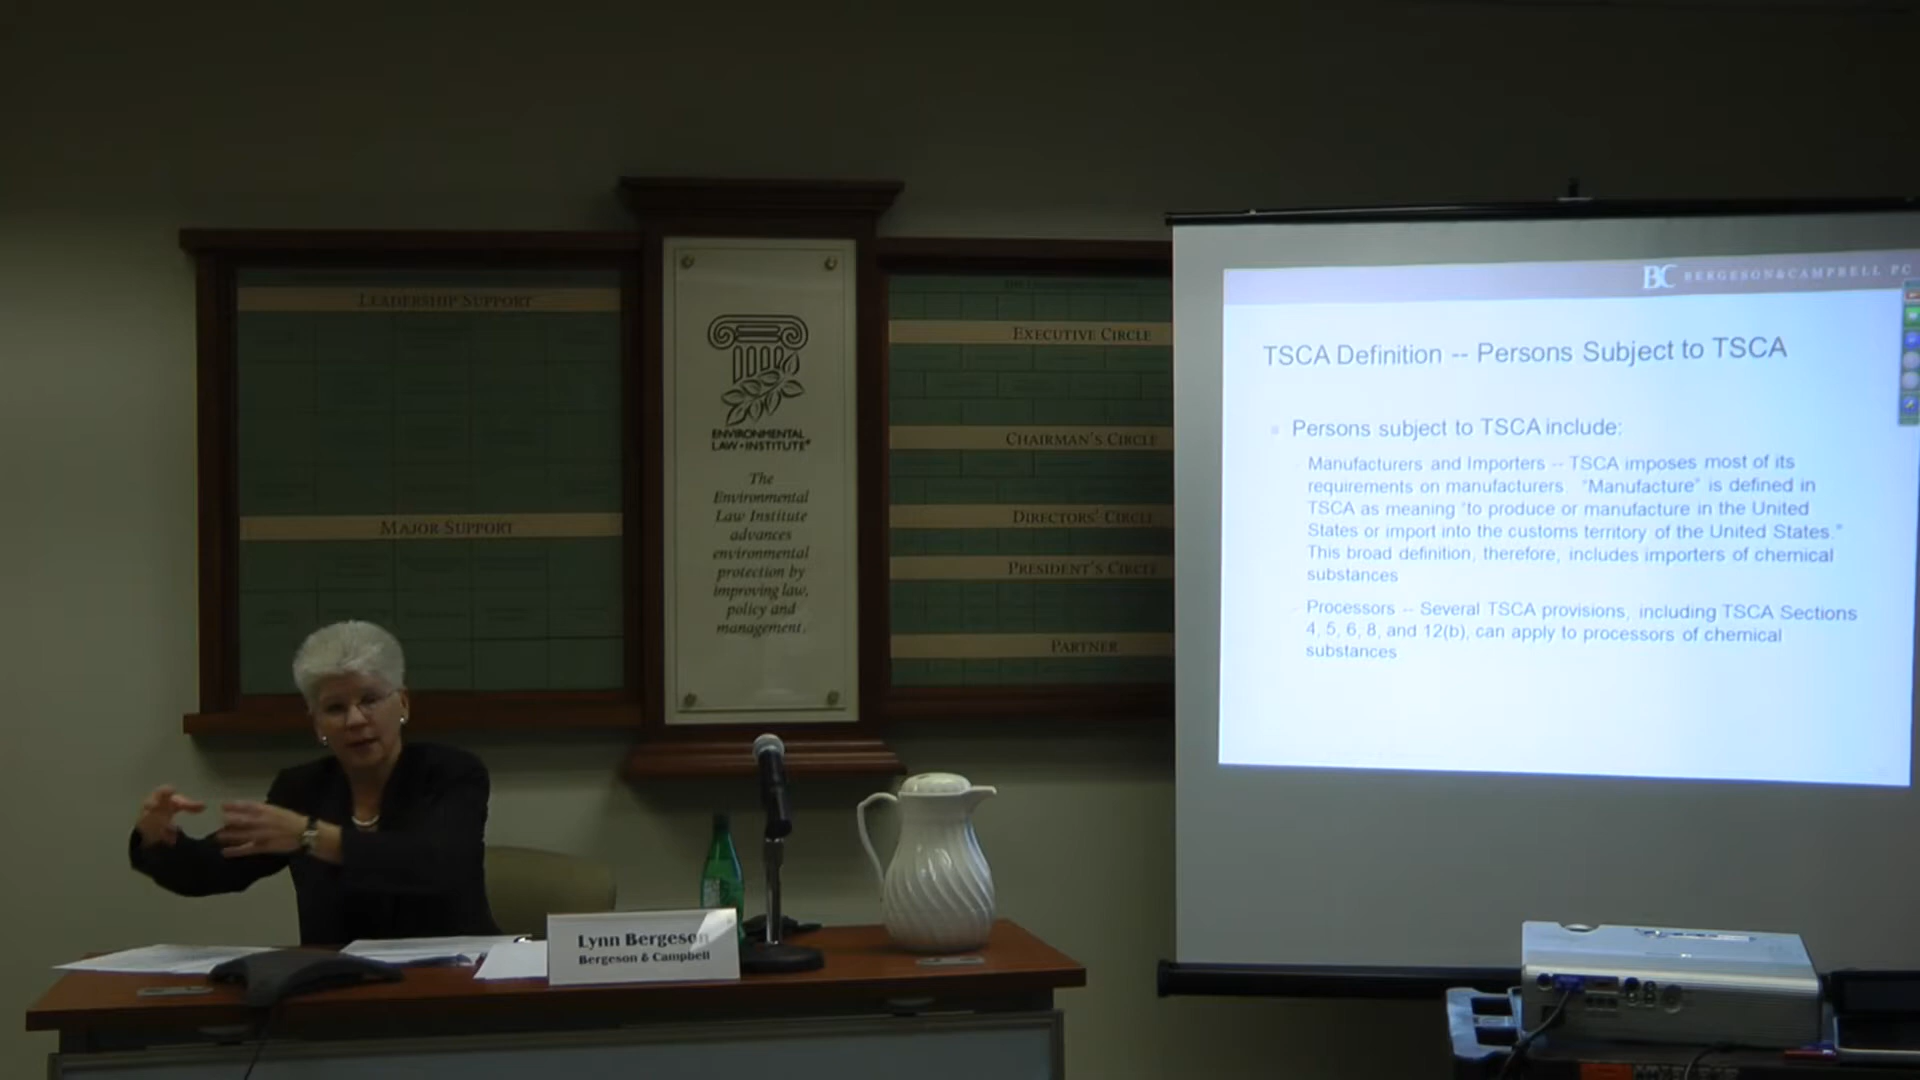 LEADERSHIP SUPPORT
MAJOR SUPPORT
ENVIRONMENTAL
LAW•INSTITUTE®
The
Environmental
Law Institute
advances
environmental
protection by
improving law,
policy and
management.
EXECUTIVE CIRCLE
CHAIRMAN'S CIRCLE
DIRECTORS' CIRCLE
PRESIDENT'S CIRCLE
PARTNER
BC BERGESON&CAMPBELL PC
TSCA Definition -- Persons Subject to TSCA
Persons subject to TSCA include:
Manufacturers and Importers -- TSCA imposes most of its
requirements on manufacturers. "Manufacture" is defined in
TSCA as meaning "to produce or manufacture in the United
States or import into the customs territory of the United States."
This broad definition, therefore, includes importers of chemical
substances
Processors -- Several TSCA provisions, including TSCA Sections
4, 5, 6, 8, and 12(b), can apply to processors of chemical
substances
Lynn Bergeson
Bergeson & Campbell